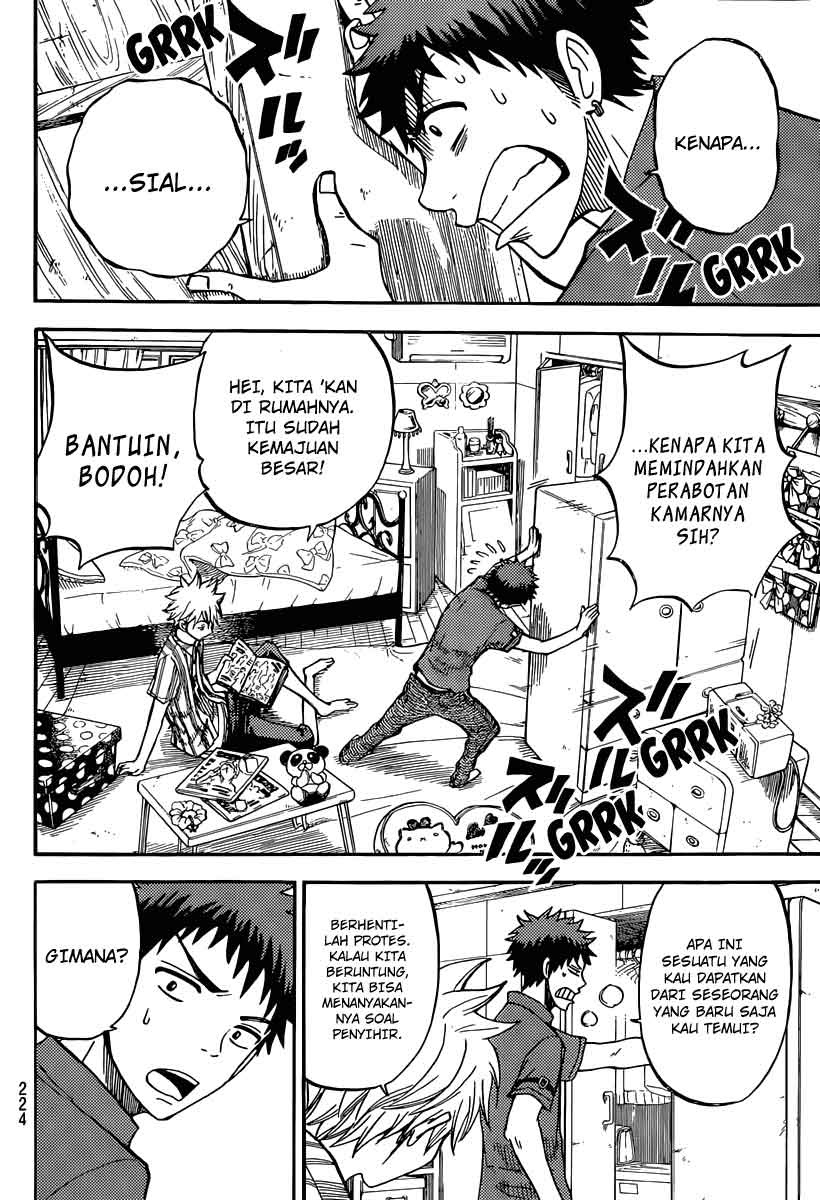 KENAPA...
GRRK
ズ
ルッ
GRRK
ズ
ルッ
...SIAL...
...KENAPA KITA
MEMINDAHKAN
PERABOTAN
KAMARNYA
SIH?
HEI, KITA 'KAN
DI RUMAHNYA.
ITU SUDAH
KEMAJUAN
BESAR!
BANTUIN,
BODOH!
ズ
ル
GRRK
ズ
ルッ
GRRK
APA INI
SESUATU YANG
KAU DAPATKAN
DARI SESEORANG
YANG BARU SAJA
KAU TEMUI?
BERHENTI-
LAH PROTES.
KALAU KITA
BERUNTUNG,
KITA BISA
MENANYAKAN-
NYA SOAL
PENYIHIR.
GIMANA?
224